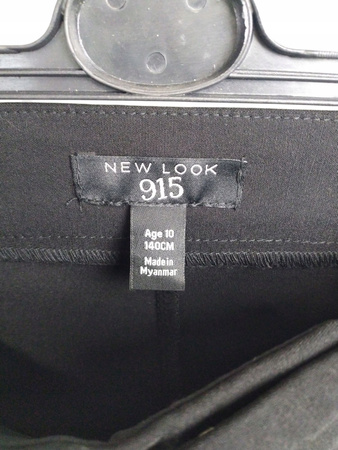 NEW LOOK
915
Age 10
140CM
Made in
Myanmar